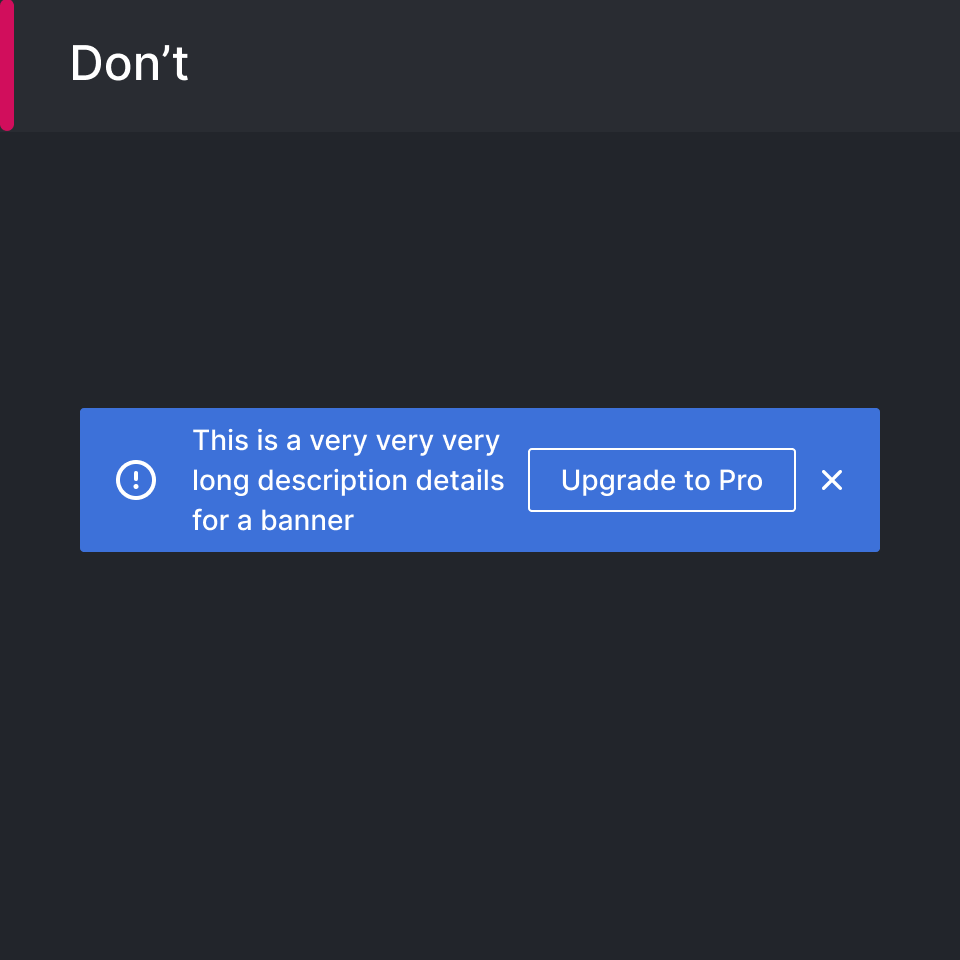 Don’t
This is a very very very
long description details
for a banner
Upgrade to Pro